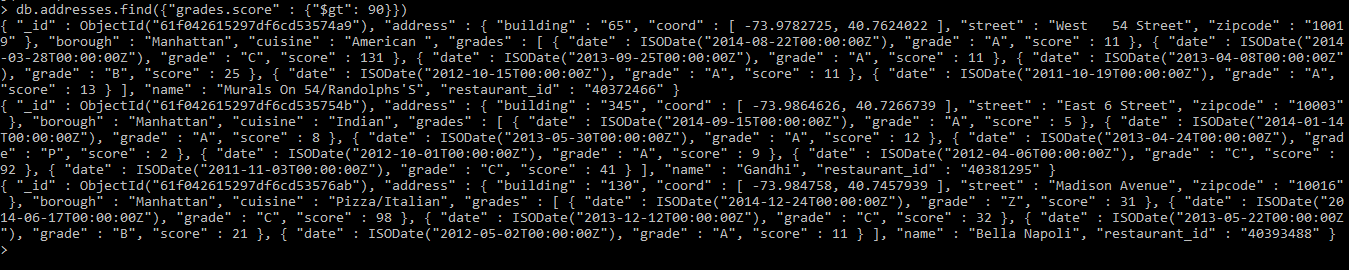 > db.addresses.find({"grades.score" : {"$gt": 90}})
{ "_id" : ObjectId("61f042615297df6cd53574a9"), "address" : { "building" : "65", "coord" : [ -73.9782725, 40.7624022 ], "street" : "West   54 Street", "zipcode" : "1001
9" }, "borough" : "Manhattan", "cuisine" : "American ", "grades" : [ { "date" : ISODate("2014-08-22T00:00:00Z"), "grade" : "A", "score" : 11 }, { "date" : ISODate("2014
-03-28T00:00:00Z"), "grade" : "C", "score" : 131 }, { "date" : ISODate("2013-09-25T00:00:00Z"), "grade" : "A", "score" : 11 }, { "date" : ISODate("2013-04-08T00:00:00Z"
), "grade" : "B", "score" : 25 }, { "date" : ISODate("2012-10-15T00:00:00Z"), "grade" : "A", "score" : 11 }, { "date" : ISODate("2011-10-19T00:00:00Z"), "grade" : "A",
"score" : 13 } ], "name" : "Murals On 54/Randolphs'S", "restaurant_id" : "40372466" }
{ "_id" : ObjectId("61f042615297df6cd535754b"), "address" : { "building" : "345", "coord" : [ -73.9864626, 40.7266739 ], "street" : "East 6 Street", "zipcode" : "10003"
 }, "borough" : "Manhattan", "cuisine" : "Indian", "grades" : [ { "date" : ISODate("2014-09-15T00:00:00Z"), "grade" : "A", "score" : 5 }, { "date" : ISODate("2014-01-14
T00:00:00Z"), "grade" : "A", "score" : 8 }, { "date" : ISODate("2013-05-30T00:00:00Z"), "grade" : "A", "score" : 12 }, { "date" : ISODate("2013-04-24T00:00:00Z"), "grad
e" : "P", "score" : 2 }, { "date" : ISODate("2012-10-01T00:00:00Z"), "grade" : "A", "score" : 9 }, { "date" : ISODate("2012-04-06T00:00:00Z"), "grade" : "C", "score" :
92 }, { "date" : ISODate("2011-11-03T00:00:00Z"), "grade" : "C", "score" : 41 } ], "name" : "Gandhi", "restaurant_id" : "40381295" }
{ "_id" : ObjectId("61f042615297df6cd53576ab"), "address" : { "building" : "130", "coord" : [ -73.984758, 40.7457939 ], "street" : "Madison Avenue", "zipcode" : "10016"
 }, "borough" : "Manhattan", "cuisine" : "Pizza/Italian", "grades" : [ { "date" : ISODate("2014-12-24T00:00:00Z"), "grade" : "Z", "score" : 31 }, { "date" : ISODate("20
14-06-17T00:00:00Z"), "grade" : "C", "score" : 98 }, { "date" : ISODate("2013-12-12T00:00:00Z"), "grade" : "C", "score" : 32 }, { "date" : ISODate("2013-05-22T00:00:00Z
"), "grade" : "B", "score" : 21 }, { "date" : ISODate("2012-05-02T00:00:00Z"), "grade" : "A", "score" : 11 } ], "name" : "Bella Napoli", "restaurant_id" : "40393488" }
>